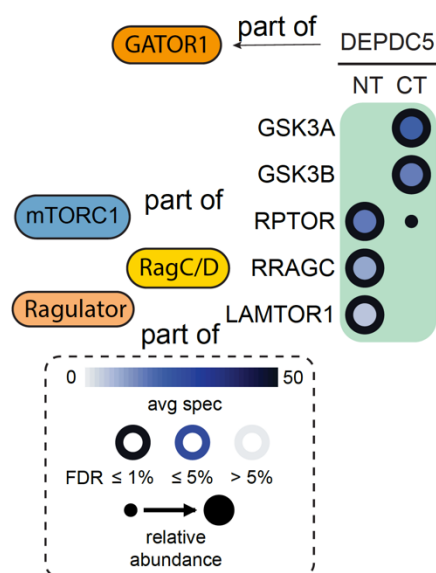 part of
GATOR1
DEPDC5
NT CT
GSK3A
GSK3B
part of
mTORC1
RPTOR
RagC/D
RRAGC
Ragulator
LAMTOR1
part of
0 50
avg spec
FDR ≤ 1% ≤ 5% > 5%
relative
abundance